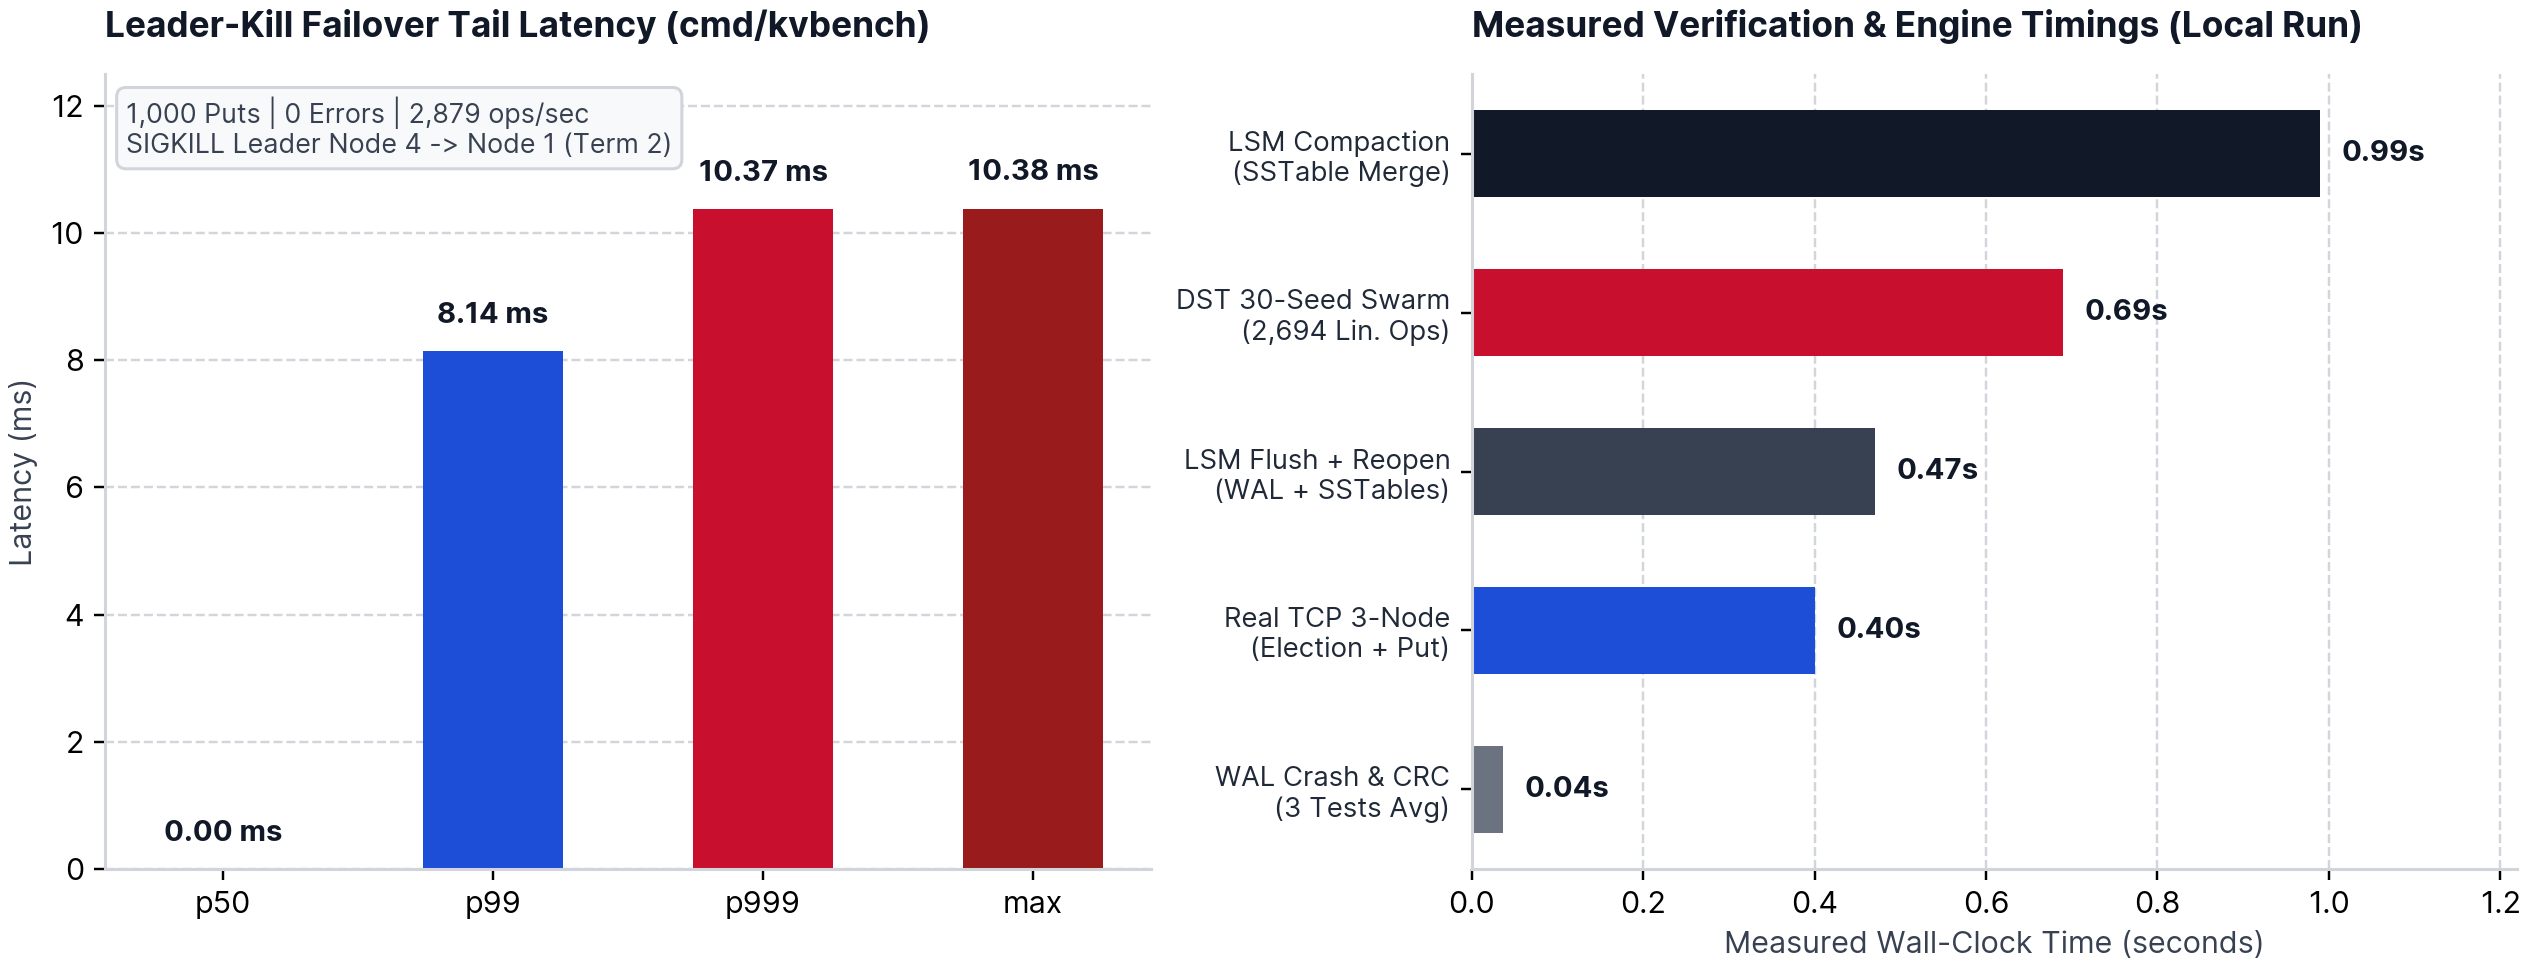 Leader-Kill Failover Tail Latency (cmd/kvbench)
1,000 Puts | 0 Errors | 2,879 ops/sec
SIGKILL Leader Node 4 -> Node 1 (Term 2)
Latency (ms)
12
10
8
6
4
2
0
0.00 ms
8.14 ms
10.37 ms
10.38 ms
p50
p99
p999
max
Measured Verification & Engine Timings (Local Run)
LSM Compaction
(SSTable Merge)
0.99s
DST 30-Seed Swarm
(2,694 Lin. Ops)
0.69s
LSM Flush + Reopen
(WAL + SSTables)
0.47s
Real TCP 3-Node
(Election + Put)
0.40s
WAL Crash & CRC
(3 Tests Avg)
0.04s
0.0
0.2
0.4
0.6
0.8
1.0
1.2
Measured Wall-Clock Time (seconds)